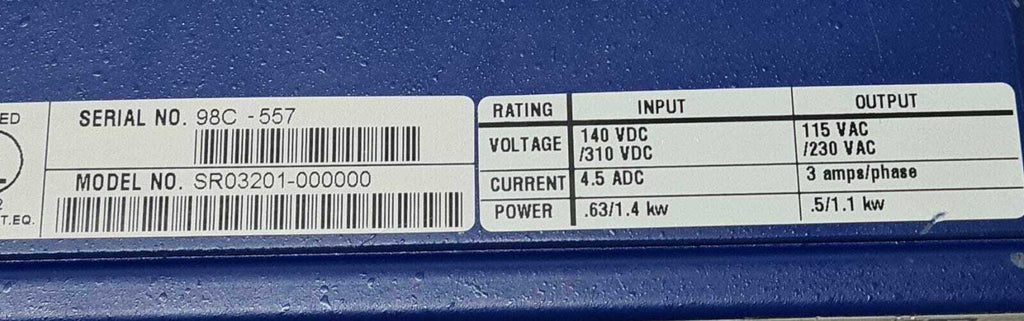 ED
2
T.EQ.
SERIAL NO. 98C -557
MODEL NO. SR03201-000000
RATING INPUT OUTPUT
VOLTAGE 140 VDC /310 VDC 115 VAC /230 VAC
CURRENT 4.5 ADC 3 amps/phase
POWER .63/1.4 kw .5/1.1 kw